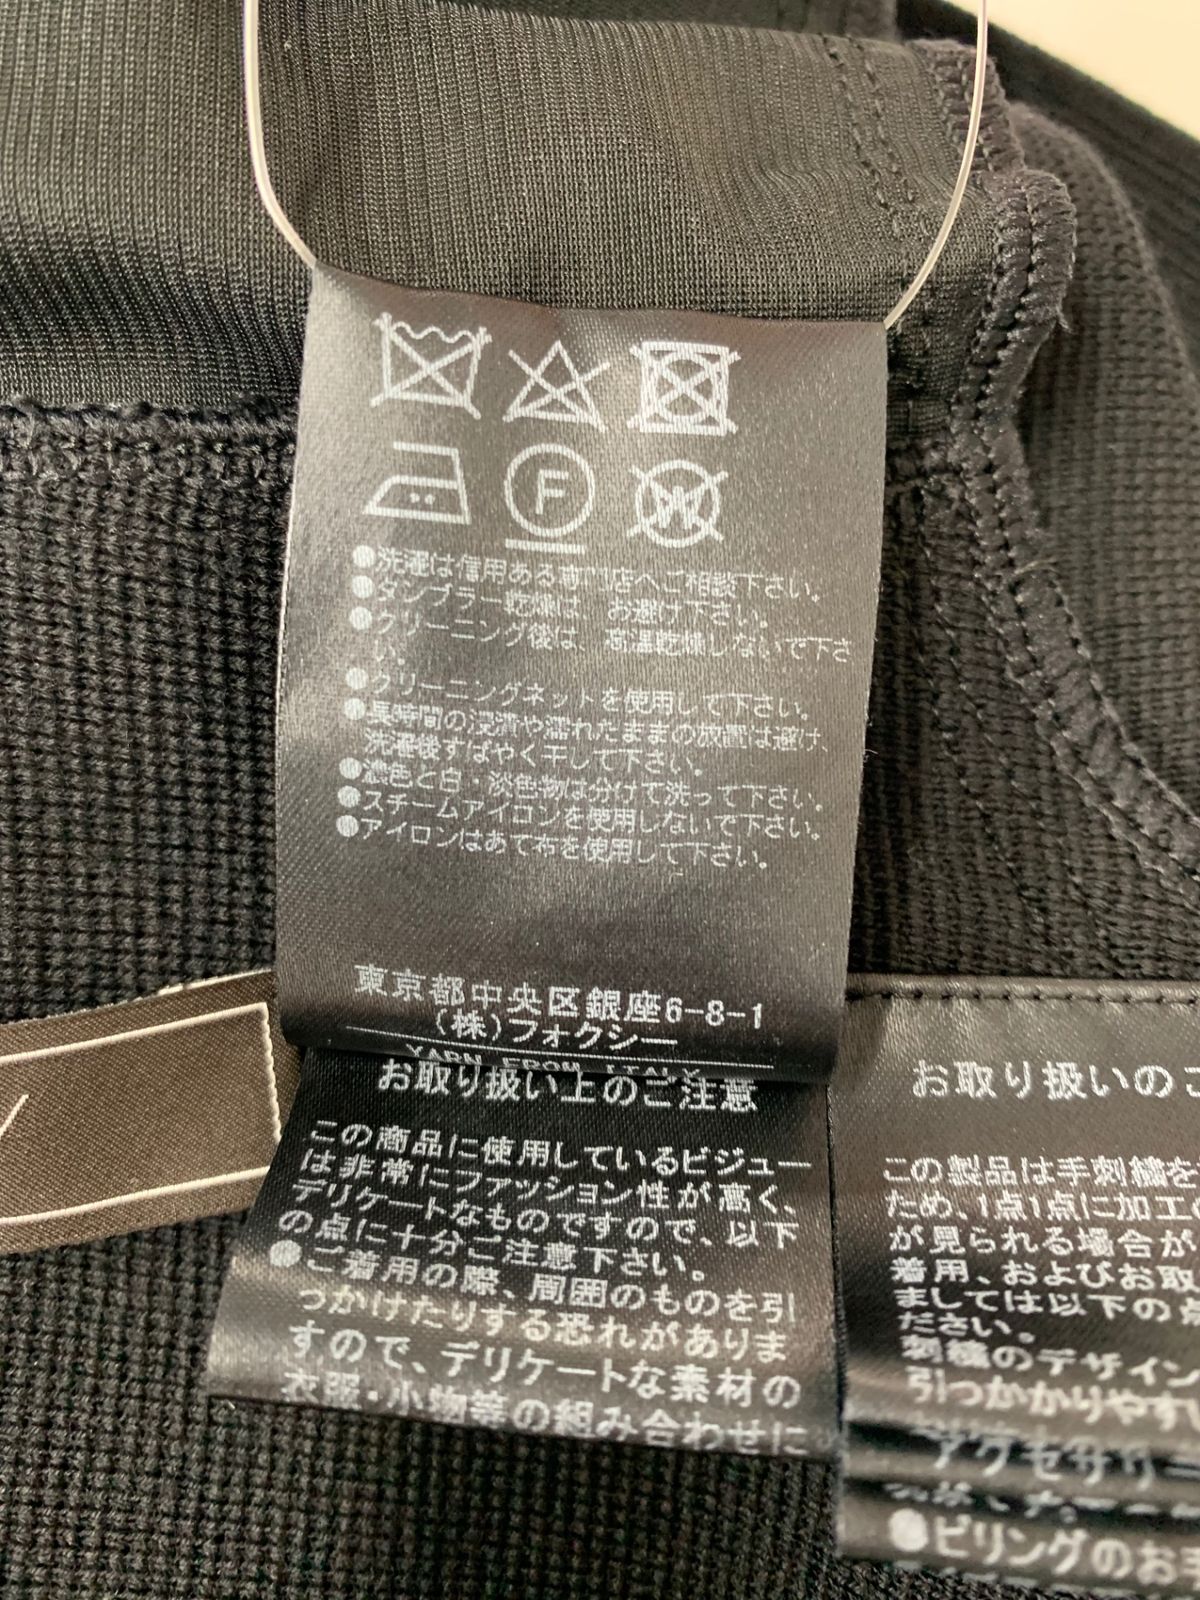 F
W
●洗濯は信用ある専門店へご相談下さい。
●タンブラー乾燥は、お避け下さい。
●クリーニング後は、高温乾燥しないで下さ
い。
●クリーニングネットを使用して下さい。
●長時間の浸漬や濡れたままの放置は避け、
洗濯後すばやく干して下さい。
●濃色と白・淡色物は分けて洗って下さい。
●スチームアイロンを使用しないで下さい。
●アイロンはあて布を使用して下さい。
東京都中央区銀座6-8-1
(株)フォクシー
YARN FROM ITALY
お取り扱い上のご注意
この商品に使用しているビジュー
は非常にファッション性が高く、
デリケートなものですので、以下
の点に十分ご注意下さい。
●ご着用の際、周囲のものを引
っかけたりする恐れがありま
すので、デリケートな素材の
衣服・小物等の組み合わせに
お取り扱いのご
この製品は手刺繍を
ため、1点1点に加工の
が見られる場合が
着用、およびお取
ましては以下の点
ださい。
刺繍のデザイン
引っかかりやすい
アクセサリー
●ピリングのお手